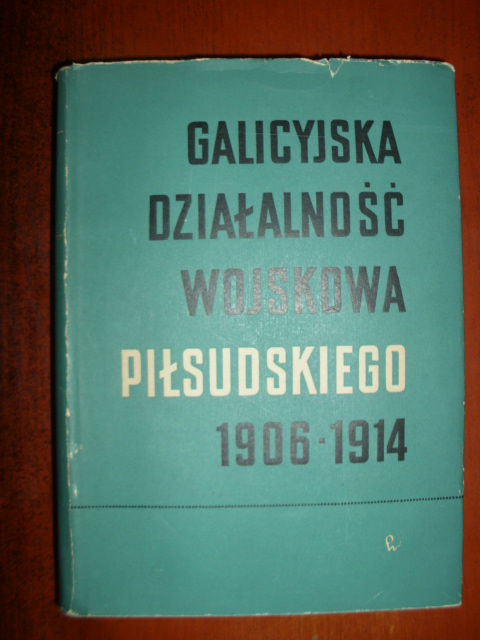 GALICYJSKA
DZIAŁALNOŚĆ
WOJSKOWA
PIŁSUDSKIEGO
1906-1914